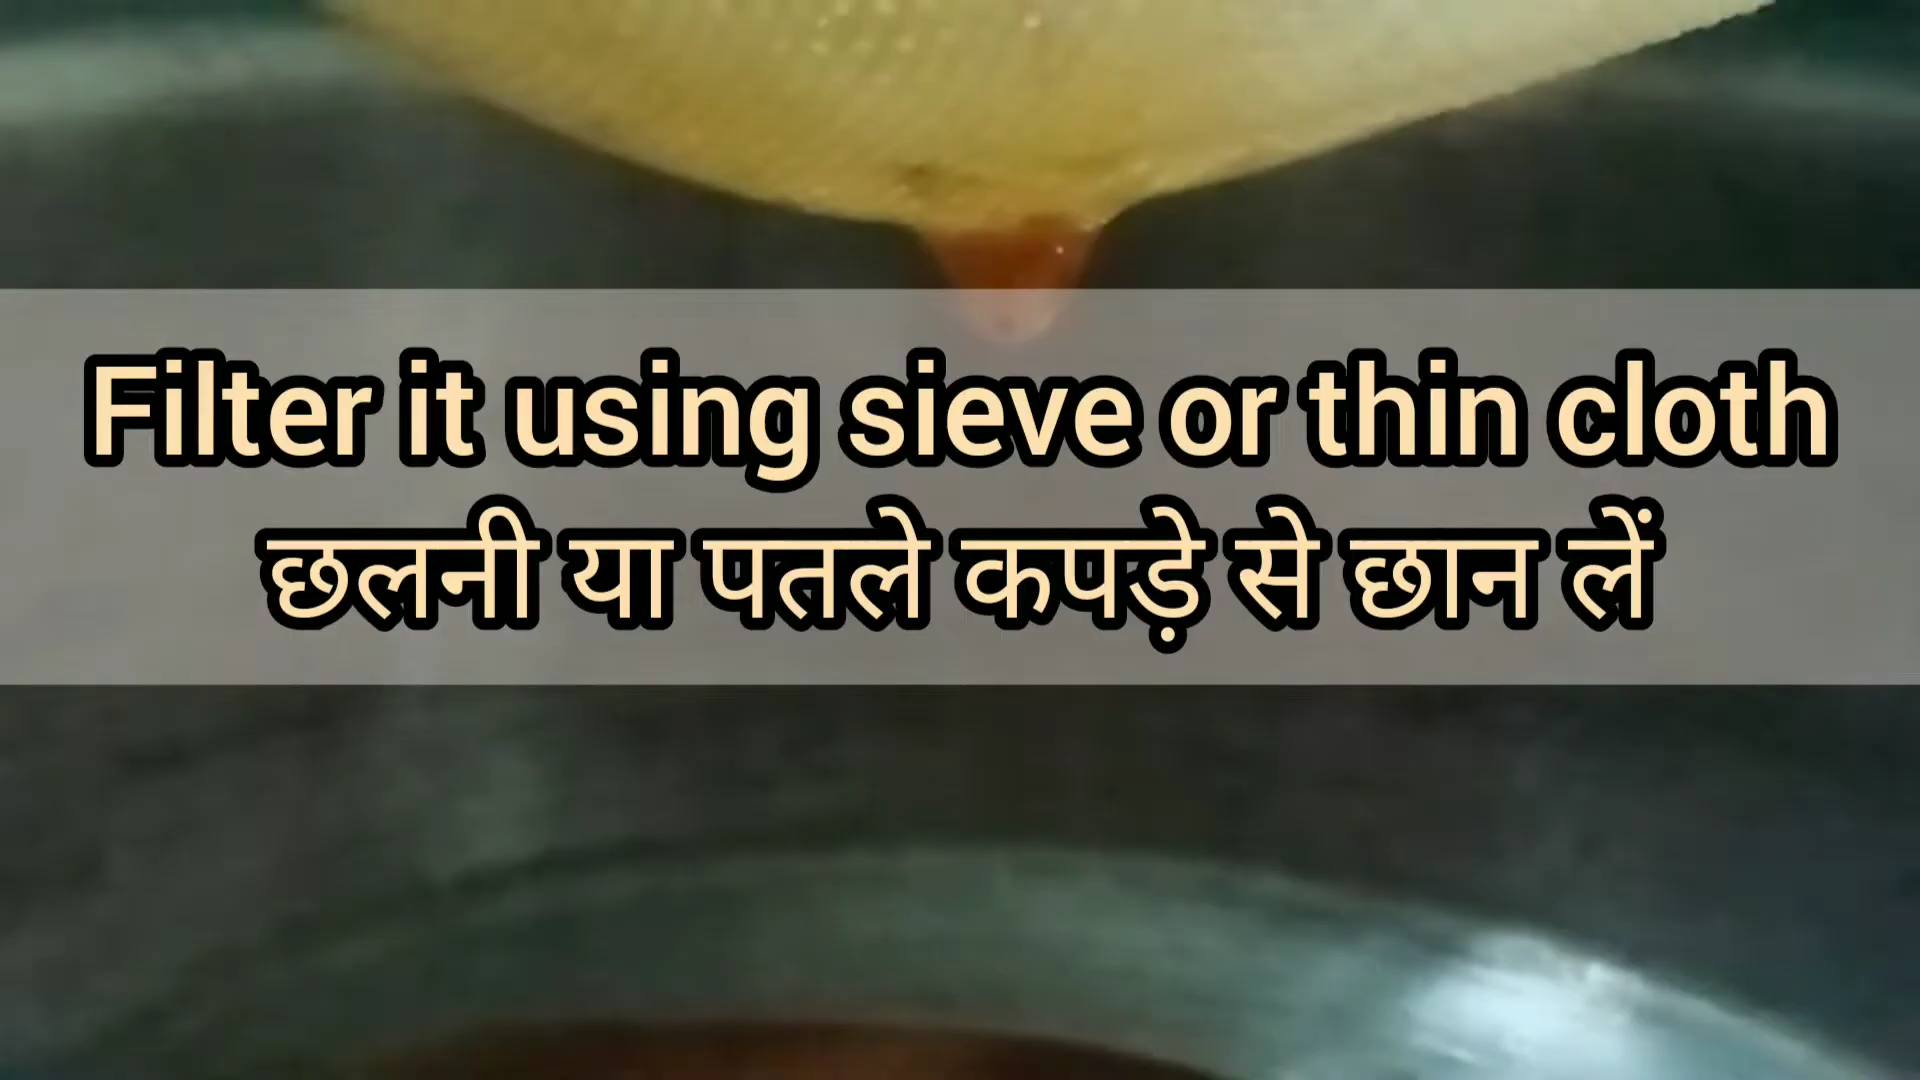 Filter it using sieve or thin cloth
छलनी या पतले कपड़े से छान लें